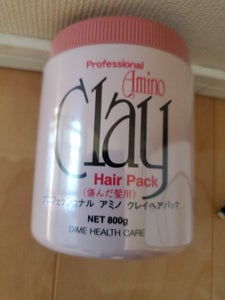 Professional
Amino
Clay
Hair Pack
(傷んだ髪用)
プロフェッショナル アミノ クレイヘアパック
NET 800g
DIME HEALTH CARE